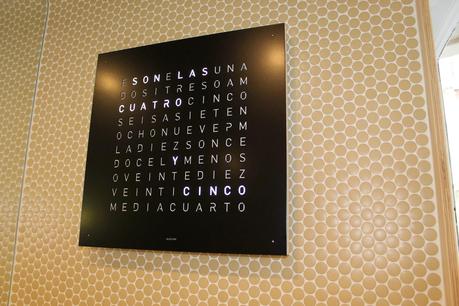 ESONELASUNA
DOSITRESOAM
CUATROCINCO
SEISASIETEN
OCHONUEVEPM
LADIEZSONCE
DOCELYMENOS
OVEINTEDIEZ
VEINTICINCO
MEDIACUARTO